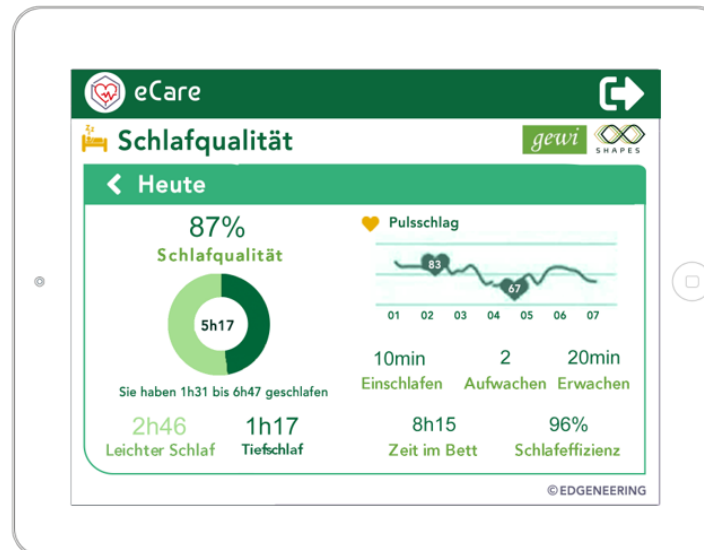 eCare
Schlafqualität
gewi
SHAPES
Heute
87%
Schlafqualität
5h17
Sie haben 1h31 bis 6h47 geschlafen
2h46
Leichter Schlaf
1h17
Tiefschlaf
Pulsschlag
83
67
01 02 03 04 05 06 07
10min
Einschlafen
2
Aufwachen
20min
Erwachen
8h15
Zeit im Bett
96%
Schlafeffizienz
©EDGENEERING